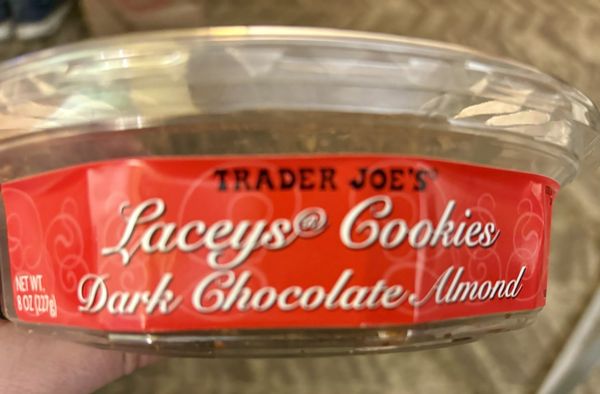 TRADER JOE'S®
Laceys® Cookies
Dark Chocolate Almond
NET WT.
8 OZ (227g)